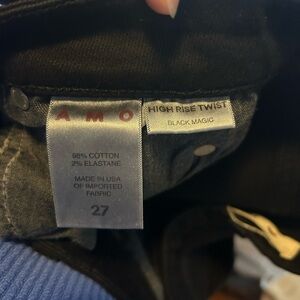 AMO
98% COTTON
2% ELASTANE
MADE IN USA
OF IMPORTED
FABRIC
27
HIGH RISE TWIST
BLACK MAGIC